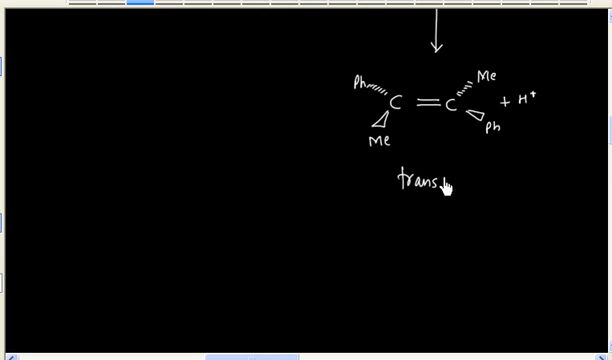 Ph Me
C = C + H⁺
Me Ph
trans